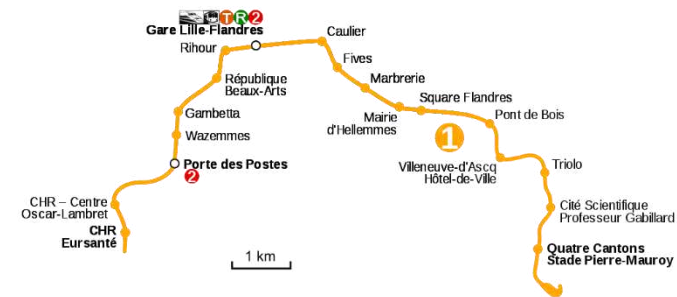 T R 2
Gare Lille-Flandres
Rihour
Caulier
Fives
République
Beaux-Arts
Marbrerie
Square Flandres
Gambetta
Mairie
d'Hellemmes
Pont de Bois
Wazemmes
1
Porte des Postes
2
Villeneuve-d'Ascq
Hôtel-de-Ville
Triolo
CHR – Centre
Oscar-Lambret
Cité Scientifique
Professeur Gabillard
CHR
Eursanté
Quatre Cantons
Stade Pierre-Mauroy
1 km